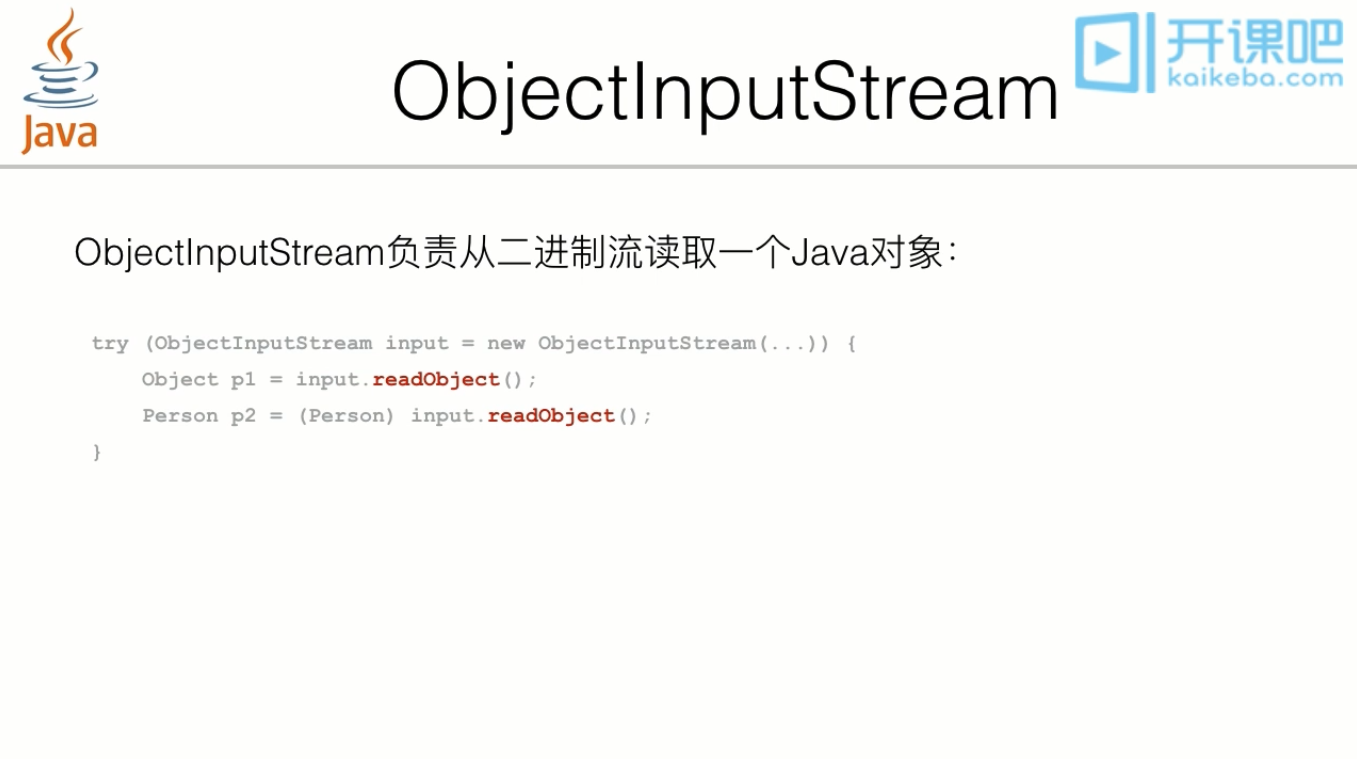 Java
ObjectInputStream
开课吧
kaikeba.com
ObjectInputStream负责从二进制流读取一个Java对象：
try (ObjectInputStream input = new ObjectInputStream(...)) {
    Object p1 = input.readObject();
    Person p2 = (Person) input.readObject();
}